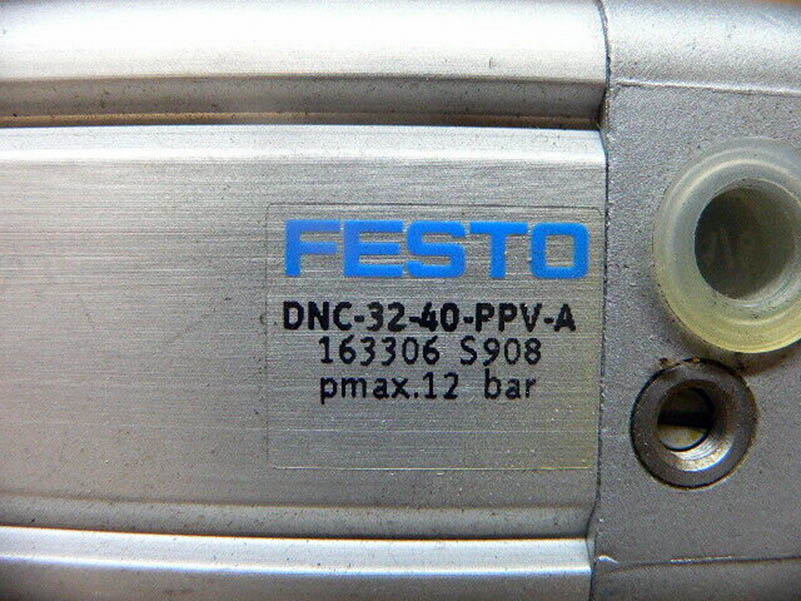 FESTO
DNC-32-40-PPV-A
163306 S908
pmax.12 bar